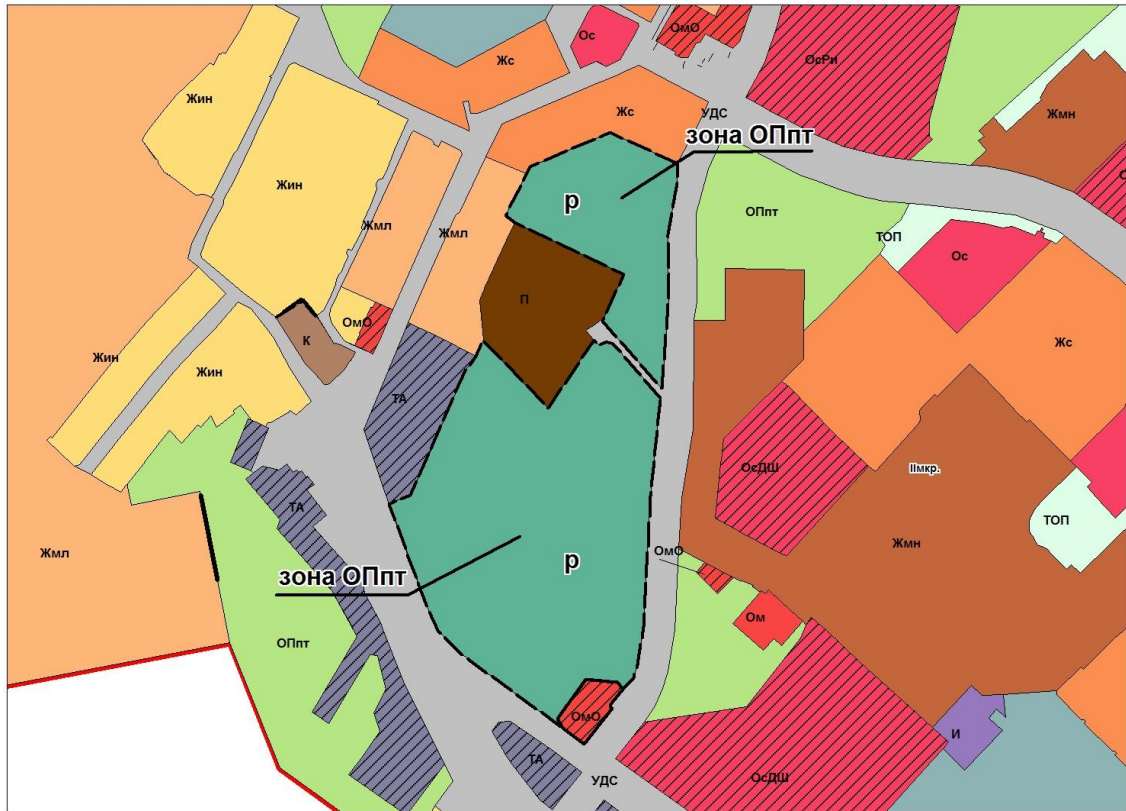 ОмО
Ос
ОсРи
Жс
Жин
УДС
Жмн
Жс
зона ОПпт
О
Жин
р
ОПпт
Жмл
Жмл
ТОП
Ос
П
ОмО
К
Жс
Жин
Жин
ТА
ОсДШ
IIмкр.
ТА
ТОП
Жмл
Жмн
ОмО
р
зона ОПпт
Ом
ОПпт
ОмО
И
ТА
УДС
ОсДШ